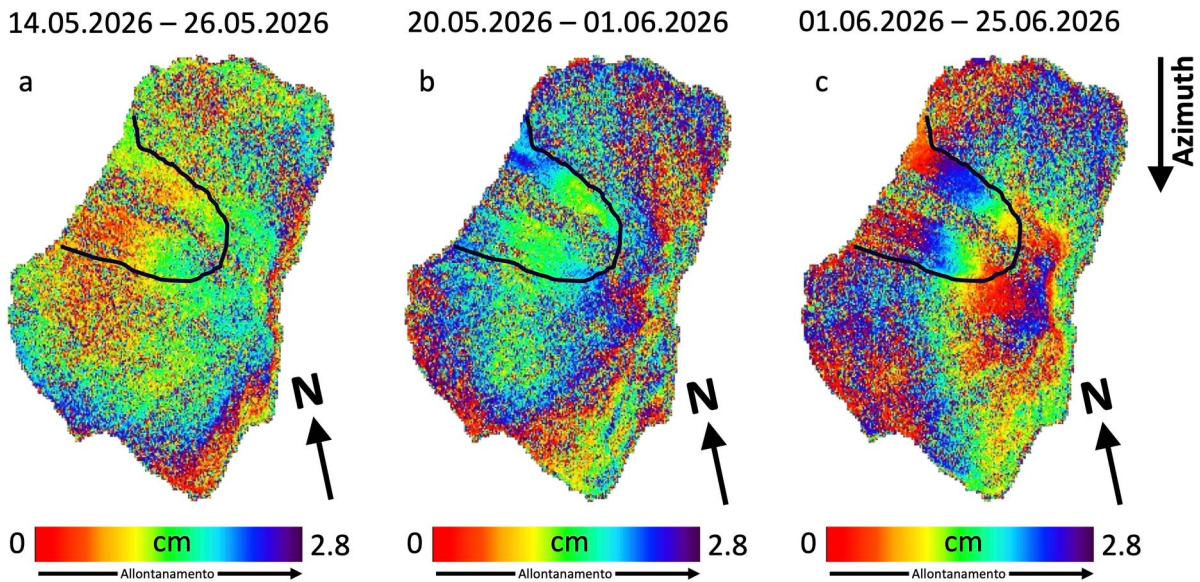 14.05.2026 – 26.05.2026
20.05.2026 – 01.06.2026
01.06.2026 – 25.06.2026
a
b
c
Azimuth
N
N
N
0 cm 2.8
0 cm 2.8
0 cm 2.8
Allontanamento
Allontanamento
Allontanamento